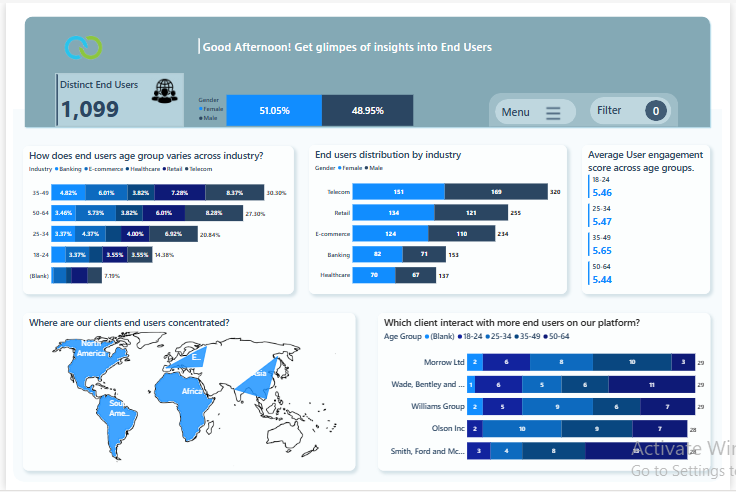 Good Afternoon! Get glimpses of insights into End Users
Distinct End Users
1,099
Gender
Female
Male
51.05% 48.95%
Menu
Filter 0
How does end users age group varies across industry?
Industry Banking E-commerce Healthcare Retail Telecom
35-49 4.82% 6.01% 3.82% 7.28% 8.37% 30.30%
50-64 3.46% 5.73% 3.82% 6.01% 8.28% 27.30%
25-34 3.37% 4.37% 4.00% 6.92% 20.84%
18-24 3.37% 3.55% 3.55% 14.38%
(Blank) 7.19%
End users distribution by industry
Gender Female Male
Telecom 151 169 320
Retail 134 121 255
E-commerce 124 110 234
Banking 82 71 153
Healthcare 70 67 137
Average User engagement
score across age groups.
18-24
5.46
25-34
5.47
35-49
5.65
50-64
5.44
Where are our clients end users concentrated?
North
America
E...
Asia
Africa
Sout
Ame...
Which client interact with more end users on our platform?
Age Group (Blank) 18-24 25-34 35-49 50-64
Morrow Ltd 2 6 8 10 3 29
Wade, Bentley and ... 1 6 5 6 11 29
Williams Group 2 5 9 6 7 29
Olson Inc 2 10 9 7 28
Smith, Ford and Mc... 3 4 8 28
Activate Win
Go to Settings to